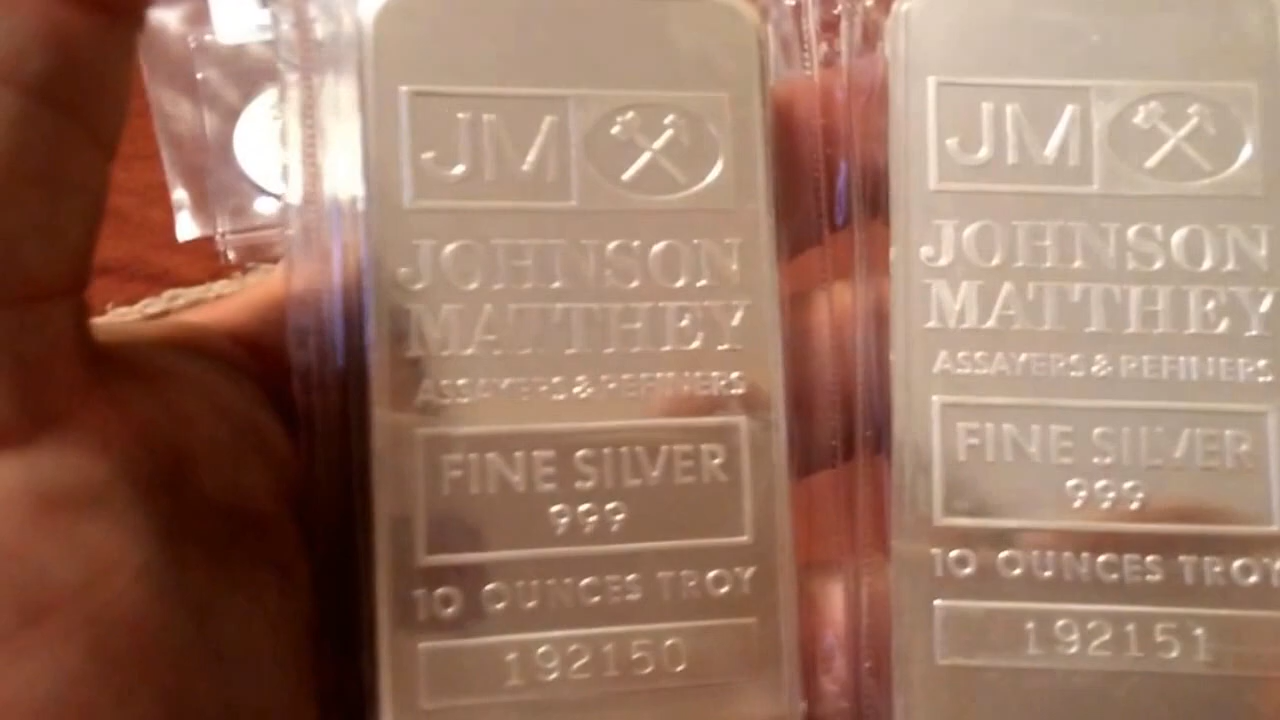 JM
JOHNSON
MATTHEY
ASSAYERS & REFINERS
FINE SILVER
999
10 OUNCES TROY
192150
JM
JOHNSON
MATTHEY
ASSAYERS & REFINERS
FINE SILVER
999
10 OUNCES TROY
192151